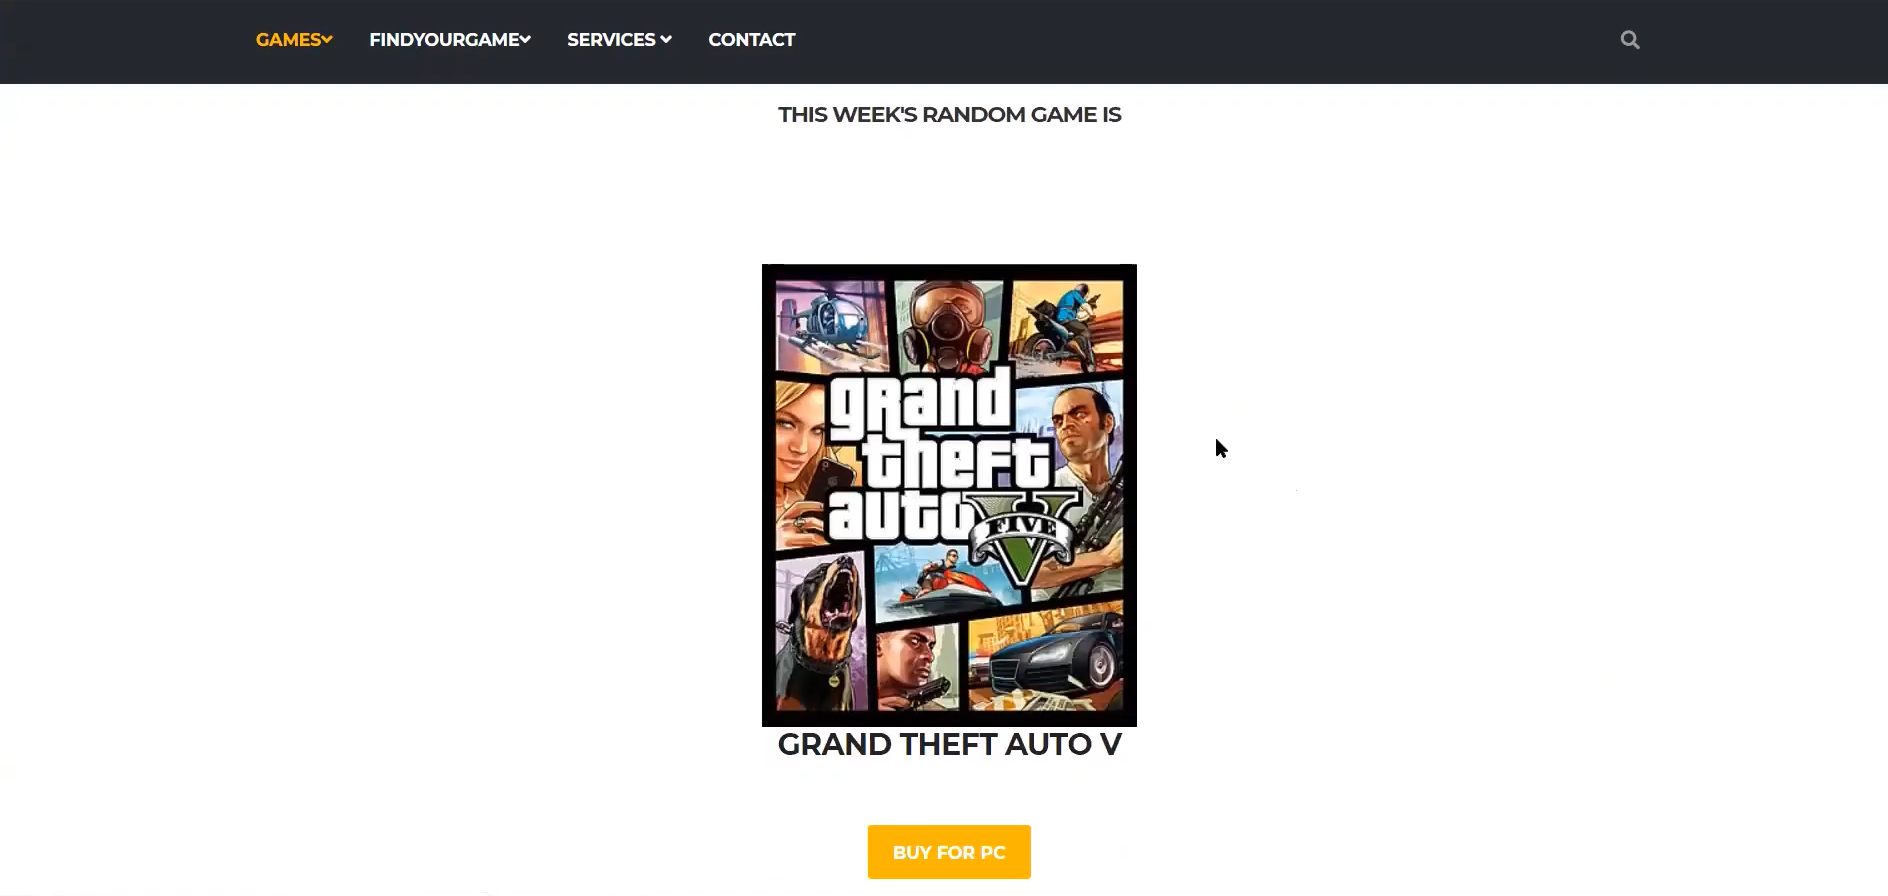 GAMES FINDYOURGAME SERVICES CONTACT
THIS WEEK'S RANDOM GAME IS
grand
theft
auto V
FIVE
GRAND THEFT AUTO V
BUY FOR PC